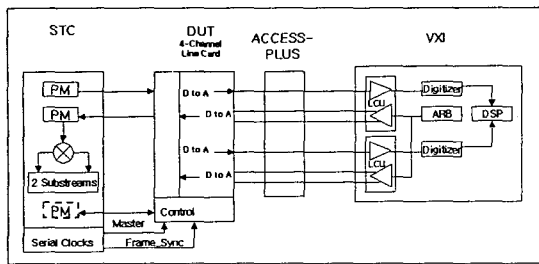 STC
DUT
4-Channel
Line Card
ACCESS-
PLUS
VXI
PM
PM
2 Substreams
PM
Serial Clocks
D to A
D to A
D to A
D to A
Control
Master
Frame_Sync
LCU
LCU
Digitizer
ARB
DSP
Digitizer